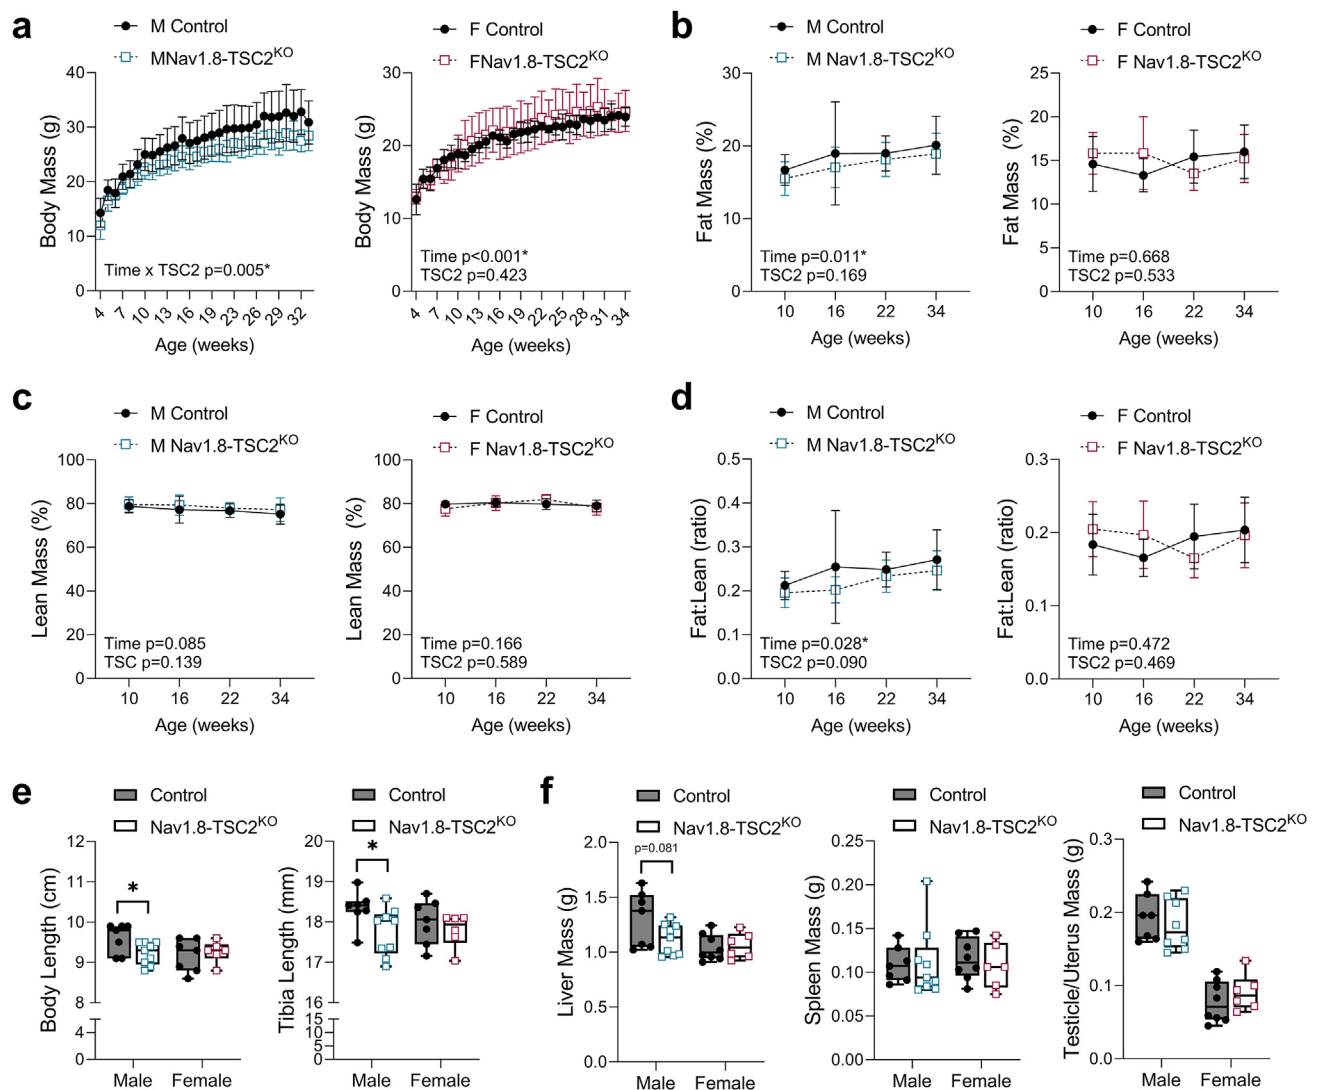 a
M Control
MNav1.8-TSC2KO
Body Mass (g)
40
30
20
10
0
Time x TSC2 p=0.005*
4 7 10 13 16 19 23 26 29 32
Age (weeks)
F Control
FNav1.8-TSC2KO
Body Mass (g)
30
20
10
0
Time p<0.001*
TSC2 p=0.423
4 7 10 13 16 19 22 25 28 31 34
Age (weeks)
b
M Control
M Nav1.8-TSC2KO
Fat Mass (%)
30
20
10
0
Time p=0.011*
TSC2 p=0.169
10 16 22 34
Age (weeks)
F Control
F Nav1.8-TSC2KO
Fat Mass (%)
25
20
15
10
5
0
Time p=0.668
TSC2 p=0.533
10 16 22 34
Age (weeks)
c
M Control
M Nav1.8-TSC2KO
Lean Mass (%)
100
80
60
40
20
0
Time p=0.085
TSC p=0.139
10 16 22 34
Age (weeks)
F Control
F Nav1.8-TSC2KO
Lean Mass (%)
100
80
60
40
20
0
Time p=0.166
TSC2 p=0.589
10 16 22 34
Age (weeks)
d
M Control
M Nav1.8-TSC2KO
Fat:Lean (ratio)
0.5
0.4
0.3
0.2
0.1
0.0
Time p=0.028*
TSC2 p=0.090
10 16 22 34
Age (weeks)
F Control
F Nav1.8-TSC2KO
Fat:Lean (ratio)
0.3
0.2
0.1
0.0
Time p=0.472
TSC2 p=0.469
10 16 22 34
Age (weeks)
e
Control
Nav1.8-TSC2KO
Body Length (cm)
12
11
10
9
8
4
2
0
*
Male Female
Control
Nav1.8-TSC2KO
Tibia Length (mm)
20
19
18
17
16
15
10
5
0
*
Male Female
f
Control
Nav1.8-TSC2KO
Liver Mass (g)
2.0
1.5
1.0
0.5
0.0
p=0.081
Male Female
Control
Nav1.8-TSC2KO
Spleen Mass (g)
0.25
0.20
0.15
0.10
0.05
0.00
Male Female
Control
Nav1.8-TSC2KO
Testicle/Uterus Mass (g)
0.3
0.2
0.1
0.0
Male Female